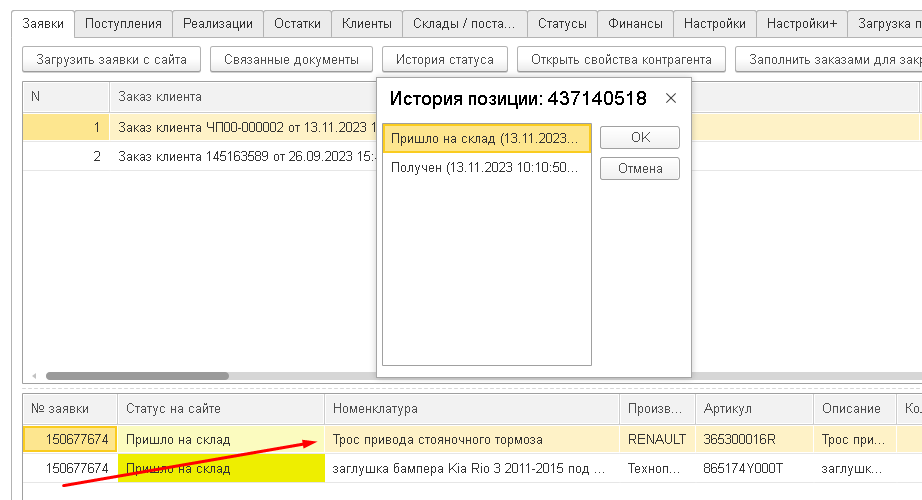 Заявки Поступления Реализации Остатки Клиенты Склады / поста... Статусы Финансы Настройки Настройки+ Загрузка п
Загрузить заявки с сайта Связанные документы История статуса Открыть свойства контрагента Заполнить заказами для закр
N Заказ клиента
1 Заказ клиента ЧП00-000002 от 13.11.2023 1
2 Заказ клиента 145163589 от 26.09.2023 15:
История позиции: 437140518
Пришло на склад (13.11.2023...
OK
Получен (13.11.2023 10:10:50...
Отмена
№ заявки Статус на сайте Номенклатура Произв... Артикул Описание Ко
150677674 Пришло на склад Трос привода стояночного тормоза RENAULT 365300016R Трос при...
150677674 Пришло на склад заглушка бампера Kia Rio 3 2011-2015 под ... Техноп... 865174Y000T заглушк...